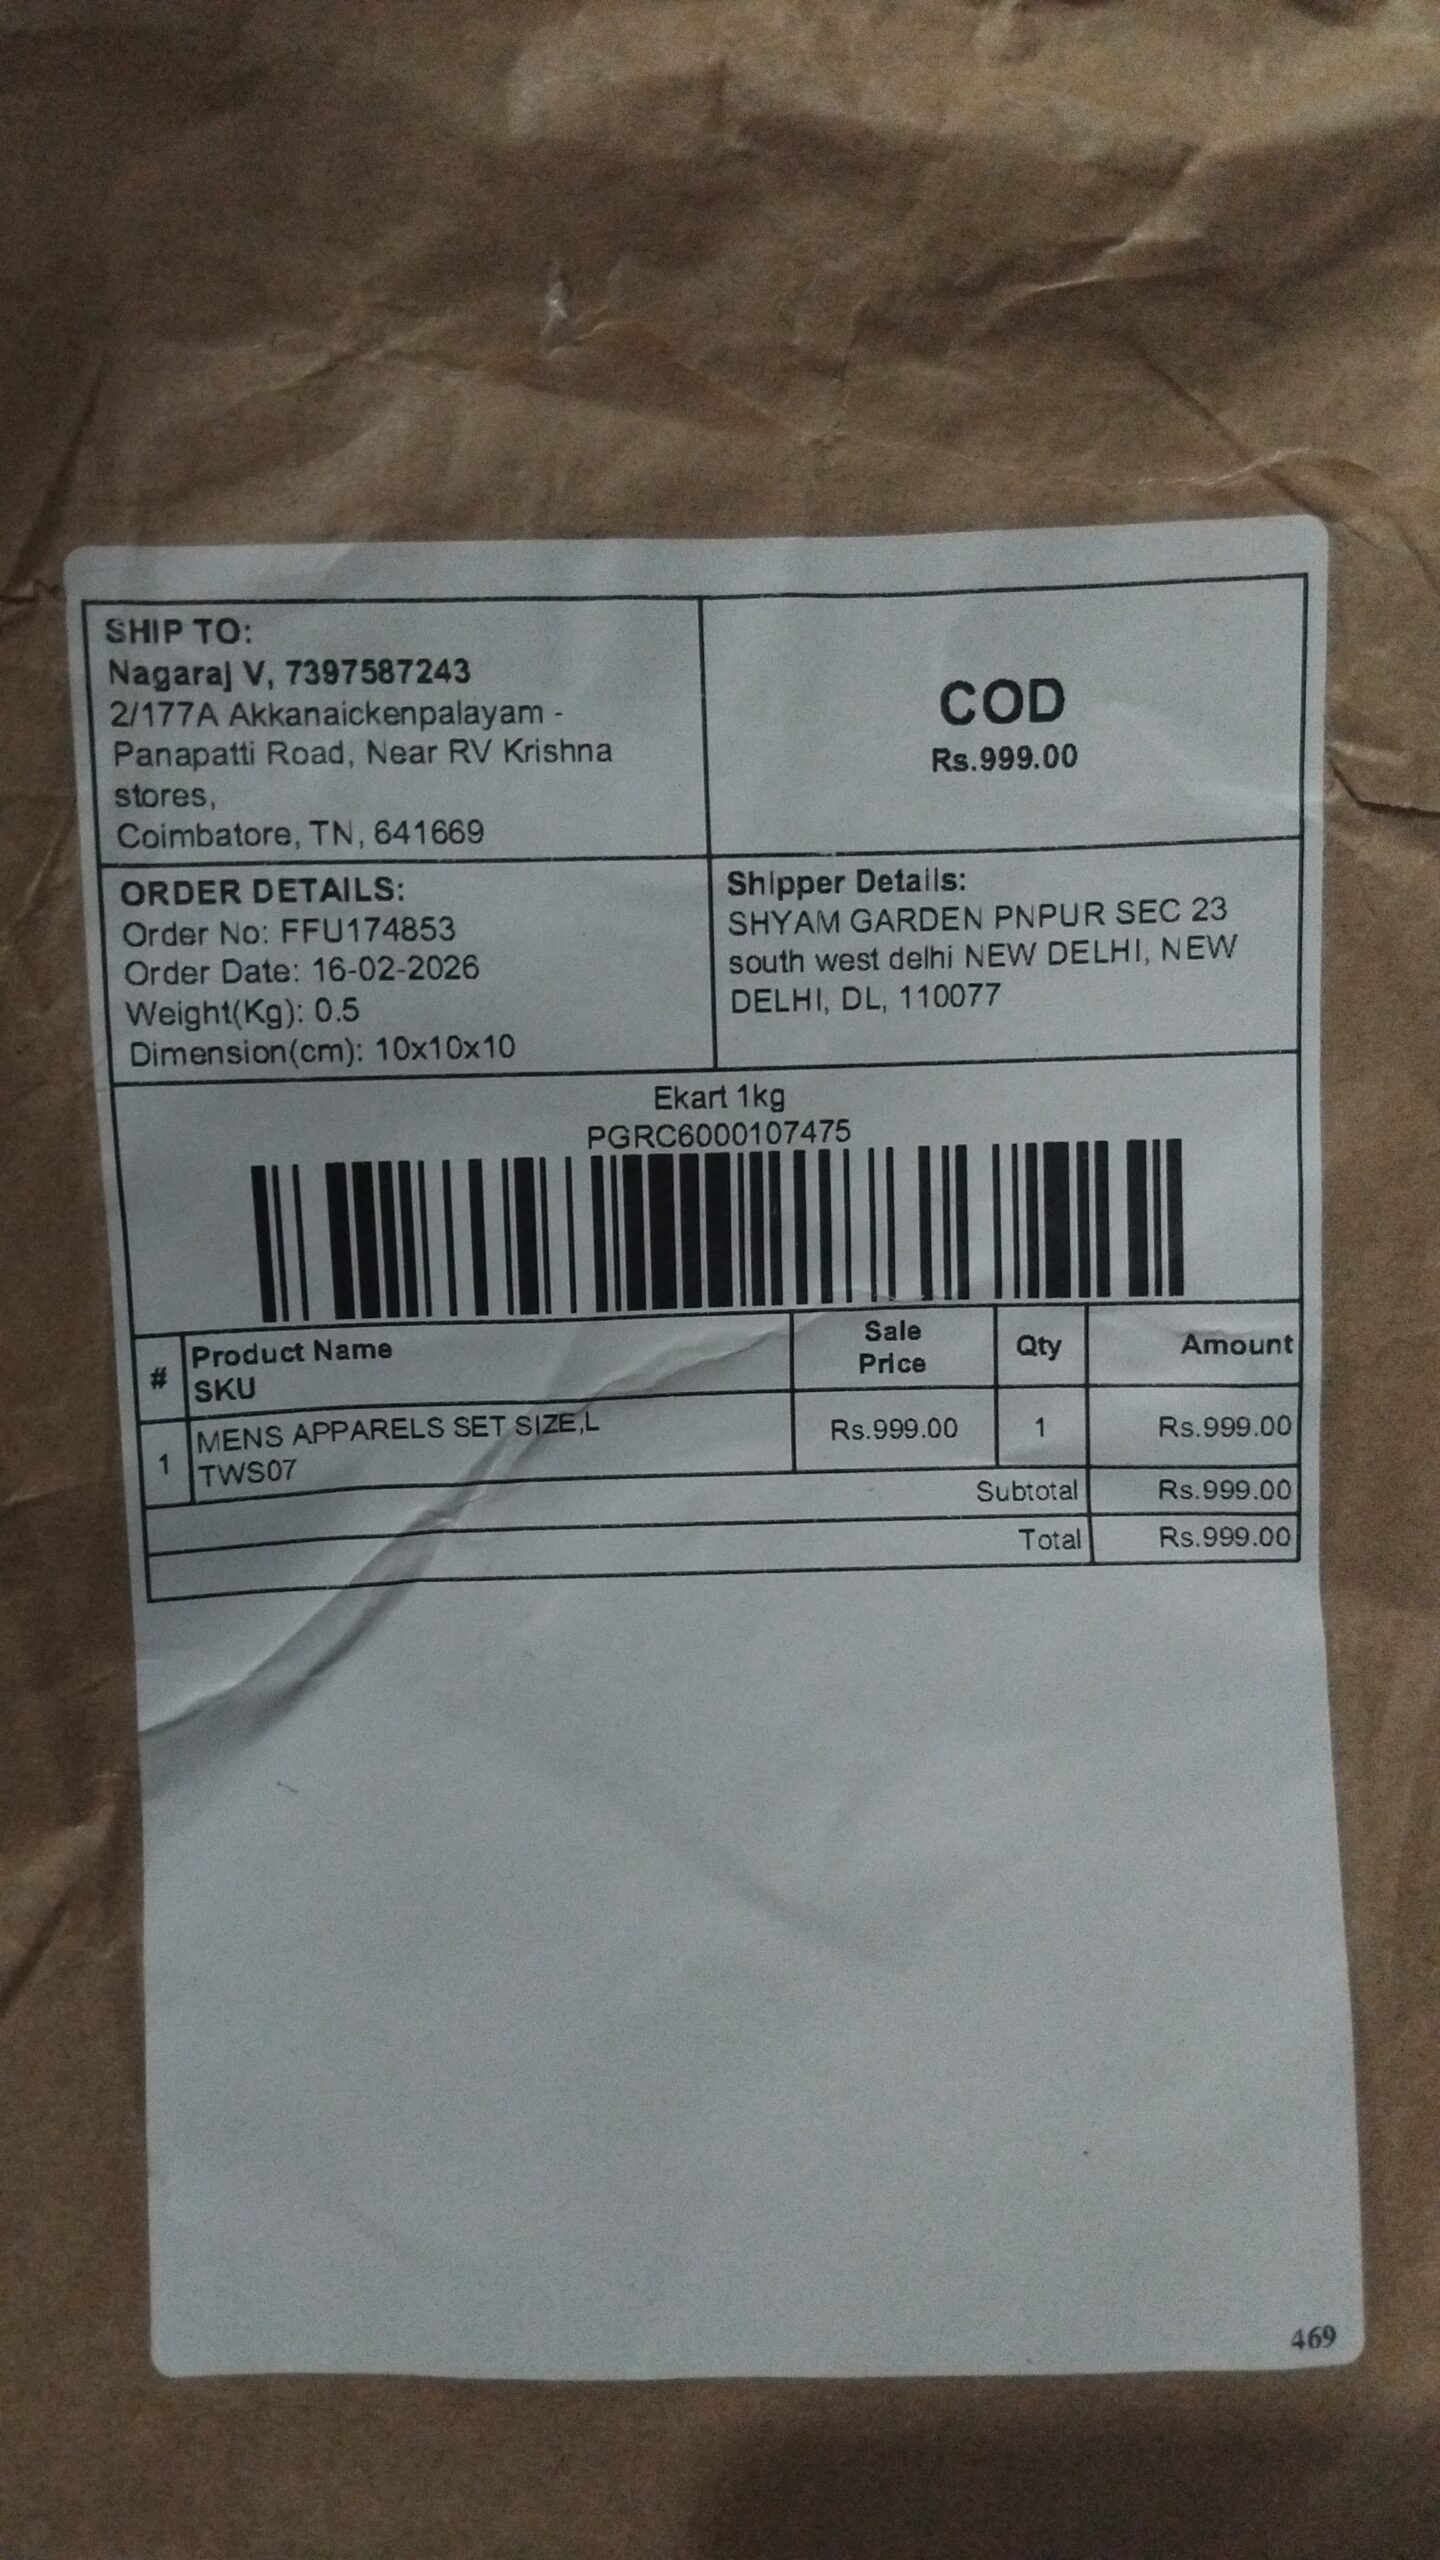 SHIP TO:
Nagaraj V, 7397587243
2/177A Akkanaickenpalayam -
Panapatti Road, Near RV Krishna
stores,
Coimbatore, TN, 641669
COD
Rs.999.00
ORDER DETAILS:
Order No: FFU174853
Order Date: 16-02-2026
Weight(Kg): 0.5
Dimension(cm): 10x10x10
Shipper Details:
SHYAM GARDEN PNPUR SEC 23
south west delhi NEW DELHI, NEW
DELHI, DL, 110077
Ekart 1kg
PGRC6000107475
# Product Name SKU Sale Price Qty Amount
1 MENS APPARELS SET SIZE,L Rs.999.00 1 Rs.999.00
TWS07
Subtotal Rs.999.00
Total Rs.999.00
469